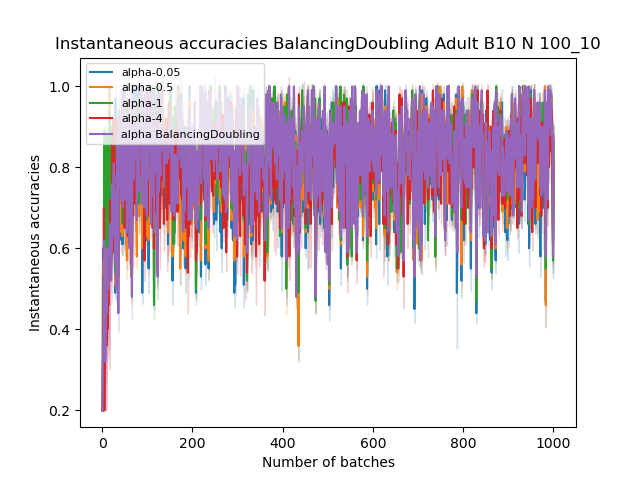 Instantaneous accuracies BalancingDoubling Adult B10 N 100_10
alpha-0.05
alpha-0.5
alpha-1
alpha-4
alpha BalancingDoubling
1.0
0.8
0.6
0.4
0.2
Instantaneous accuracies
0
200
400
600
800
1000
Number of batches